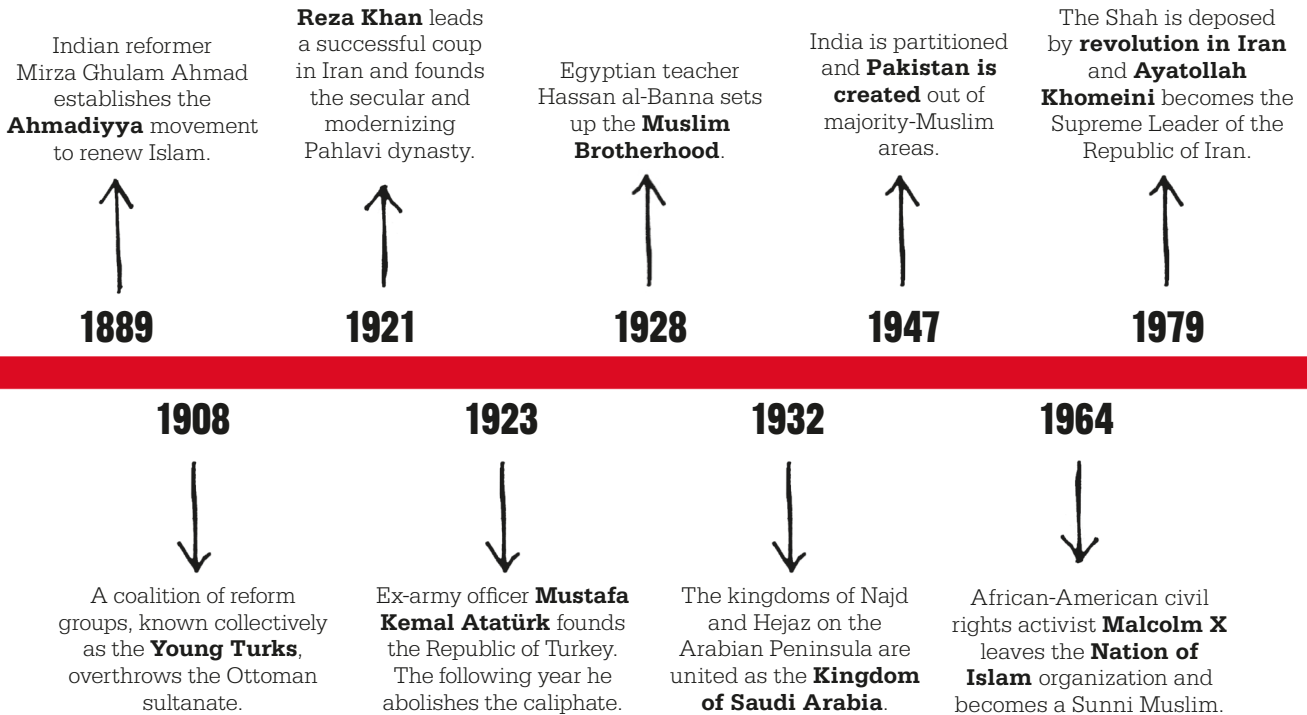 Indian reformer
Mirza Ghulam Ahmad
establishes the
Ahmadiyya movement
to renew Islam.
Reza Khan leads
a successful coup
in Iran and founds
the secular and
modernizing
Pahlavi dynasty.
Egyptian teacher
Hassan al-Banna sets
up the Muslim
Brotherhood.
India is partitioned
and Pakistan is
created out of
majority-Muslim
areas.
The Shah is deposed
by revolution in Iran
and Ayatollah
Khomeini becomes the
Supreme Leader of the
Republic of Iran.
1889
1921
1928
1947
1979
1908
1923
1932
1964
A coalition of reform
groups, known collectively
as the Young Turks,
overthrows the Ottoman
sultanate.
Ex-army officer Mustafa
Kemal Atatürk founds
the Republic of Turkey.
The following year he
abolishes the caliphate.
The kingdoms of Najd
and Hejaz on the
Arabian Peninsula are
united as the Kingdom
of Saudi Arabia.
African-American civil
rights activist Malcolm X
leaves the Nation of
Islam organization and
becomes a Sunni Muslim.